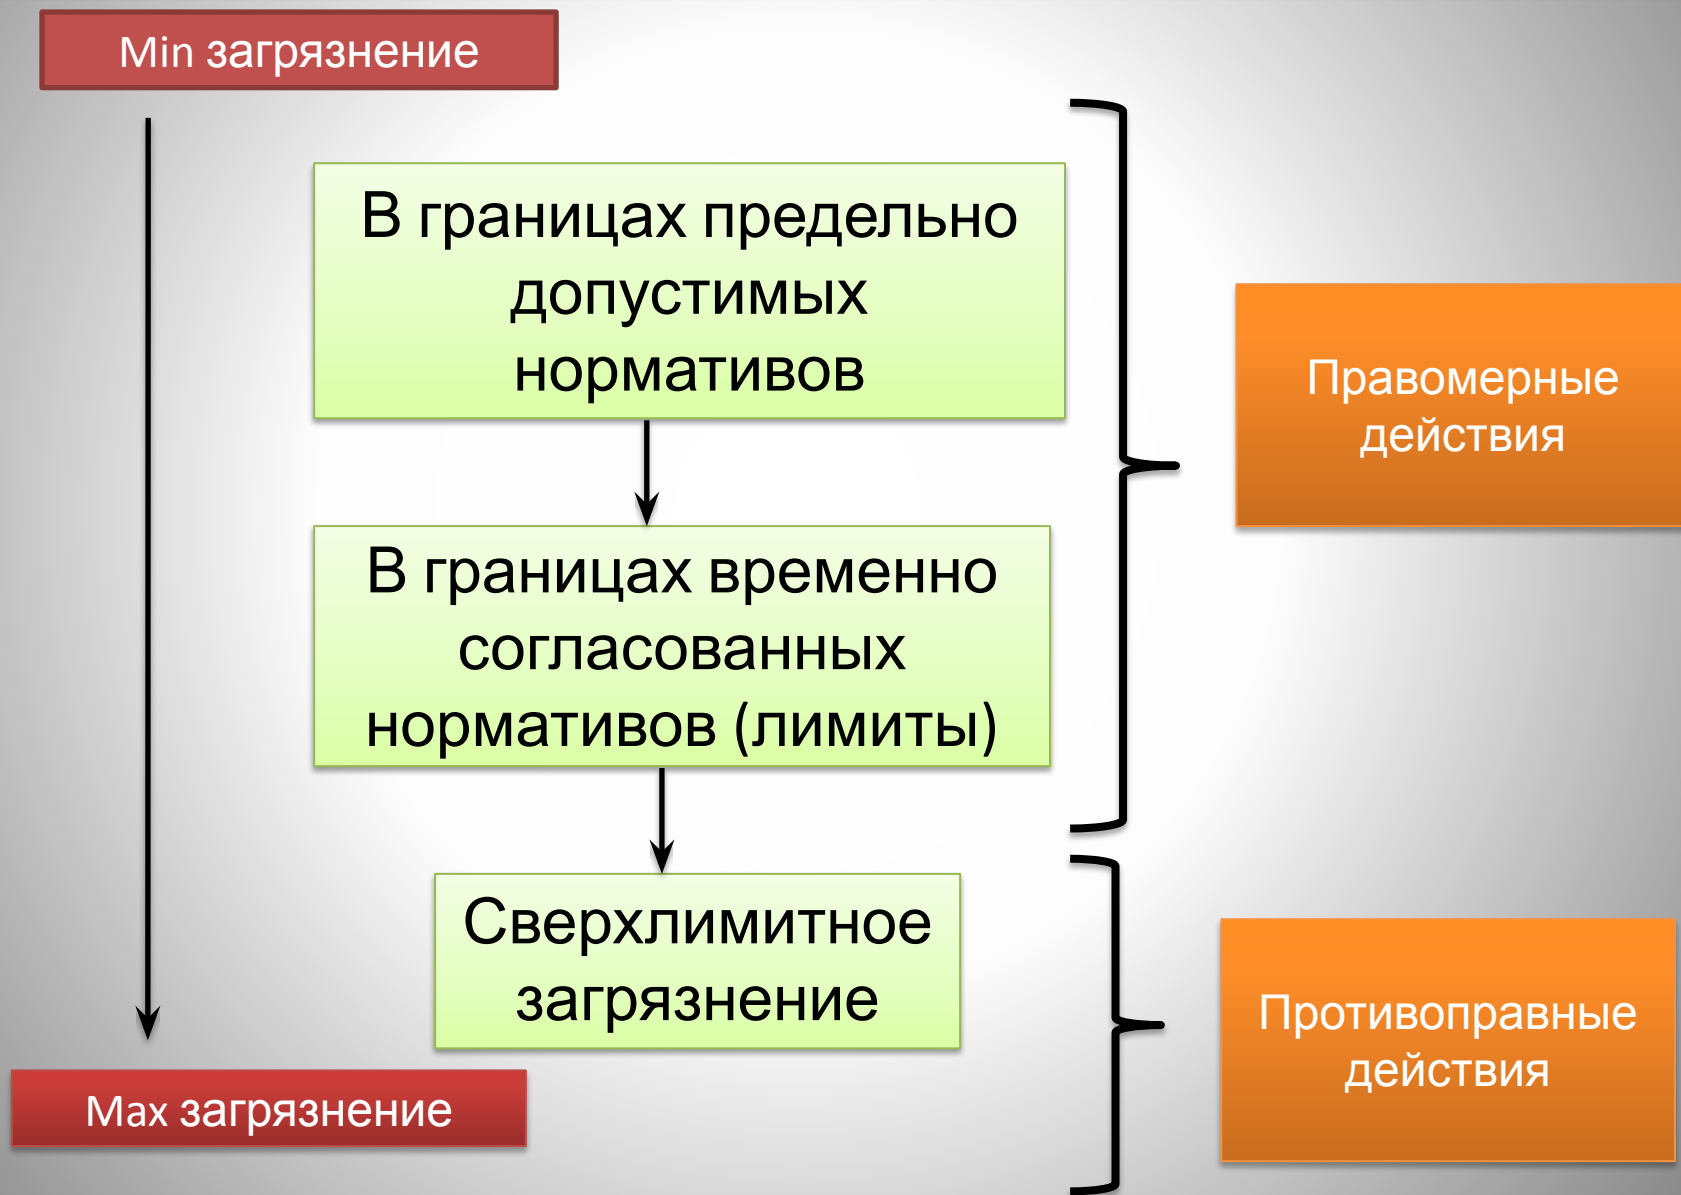 Min загрязнение
В границах предельно
допустимых
нормативов
Правомерные
действия
В границах временно
согласованных
нормативов (лимиты)
Сверхлимитное
загрязнение
Противоправные
действия
Max загрязнение